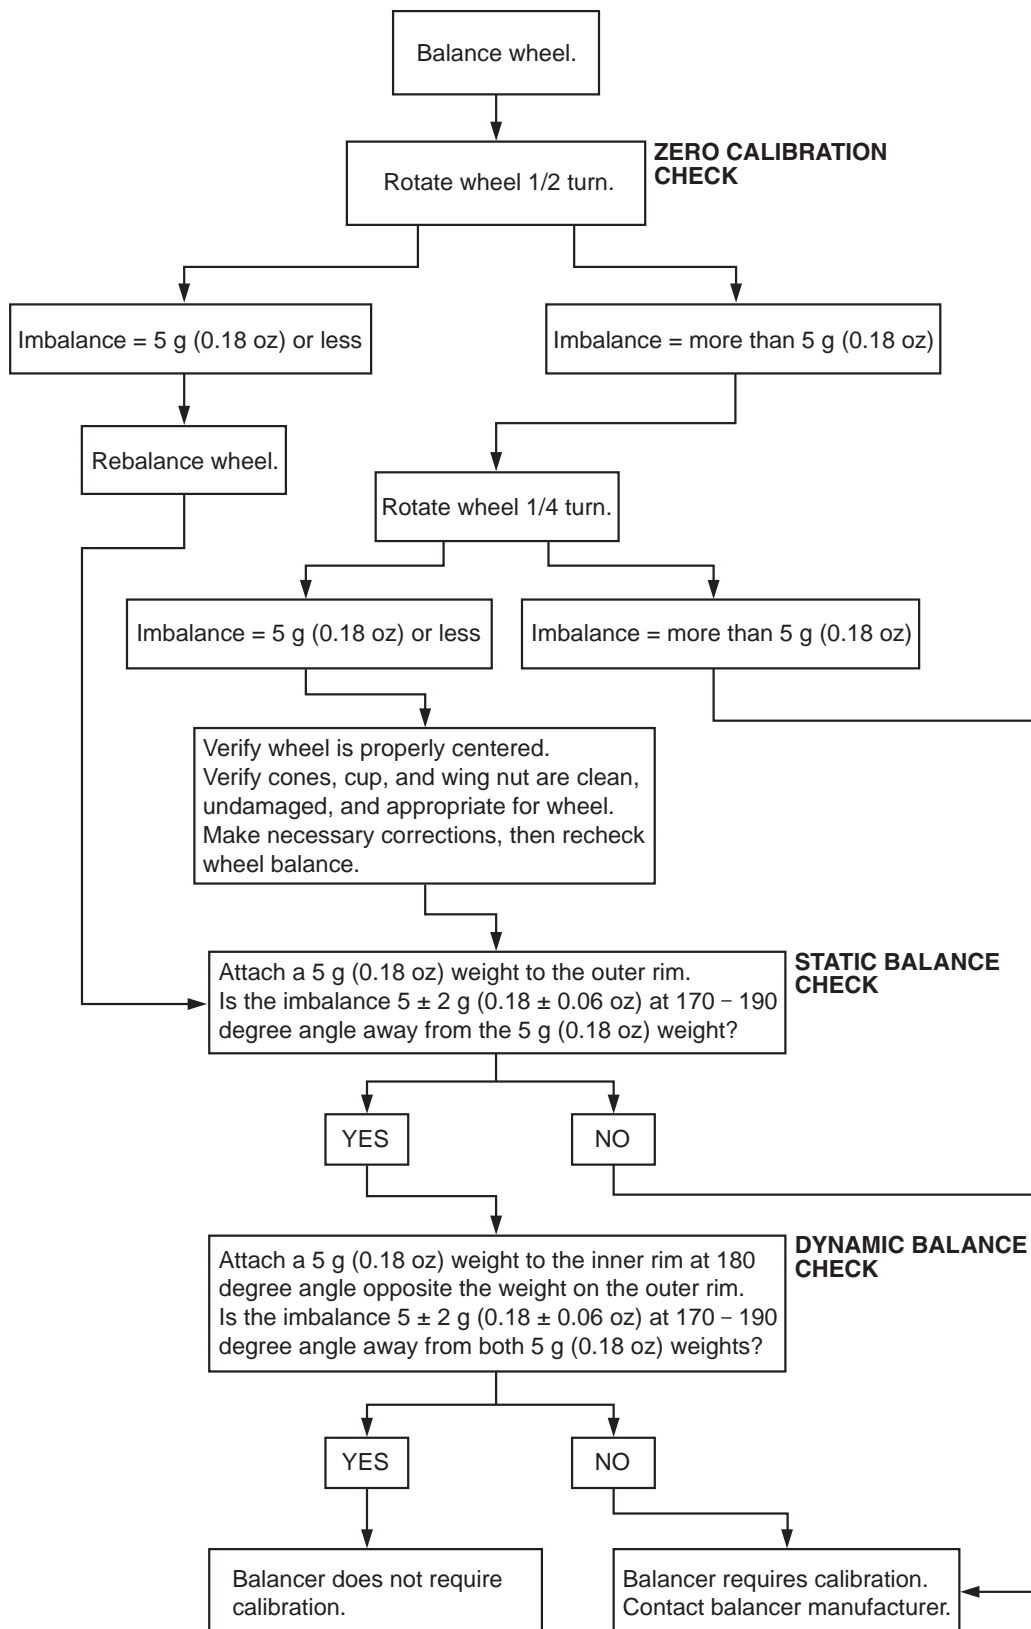 Balance wheel.
ZERO CALIBRATION
CHECK
Rotate wheel 1/2 turn.
Imbalance = 5 g (0.18 oz) or less
Imbalance = more than 5 g (0.18 oz)
Rebalance wheel.
Rotate wheel 1/4 turn.
Imbalance = 5 g (0.18 oz) or less
Imbalance = more than 5 g (0.18 oz)
Verify wheel is properly centered.
Verify cones, cup, and wing nut are clean,
undamaged, and appropriate for wheel.
Make necessary corrections, then recheck
wheel balance.
STATIC BALANCE
CHECK
Attach a 5 g (0.18 oz) weight to the outer rim.
Is the imbalance 5 ± 2 g (0.18 ± 0.06 oz) at 170 – 190
degree angle away from the 5 g (0.18 oz) weight?
YES
NO
DYNAMIC BALANCE
CHECK
Attach a 5 g (0.18 oz) weight to the inner rim at 180
degree angle opposite the weight on the outer rim.
Is the imbalance 5 ± 2 g (0.18 ± 0.06 oz) at 170 – 190
degree angle away from both 5 g (0.18 oz) weights?
YES
NO
Balancer does not require
calibration.
Balancer requires calibration.
Contact balancer manufacturer.